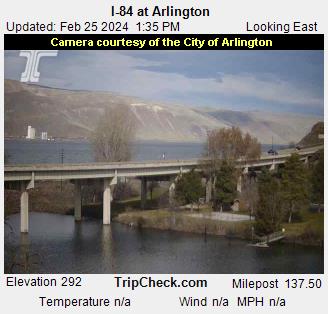 I-84 at Arlington
Updated: Feb 25 2024 1:35 PM Looking East
Camera courtesy of the City of Arlington
Elevation 292 TripCheck.com Milepost 137.50
Temperature n/a Wind n/a MPH n/a